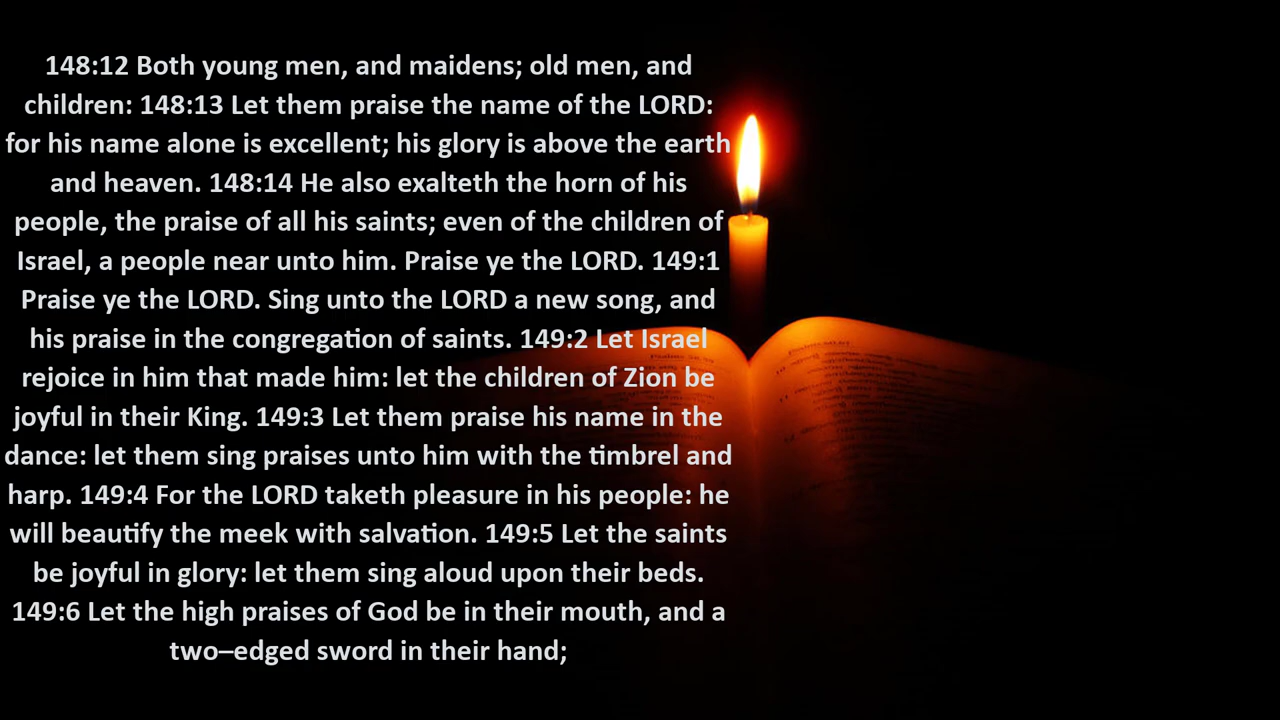 148:12 Both young men, and maidens; old men, and
children: 148:13 Let them praise the name of the LORD:
for his name alone is excellent; his glory is above the earth
and heaven. 148:14 He also exalteth the horn of his
people, the praise of all his saints; even of the children of
Israel, a people near unto him. Praise ye the LORD. 149:1
Praise ye the LORD. Sing unto the LORD a new song, and
his praise in the congregation of saints. 149:2 Let Israel
rejoice in him that made him: let the children of Zion be
joyful in their King. 149:3 Let them praise his name in the
dance: let them sing praises unto him with the timbrel and
harp. 149:4 For the LORD taketh pleasure in his people: he
will beautify the meek with salvation. 149:5 Let the saints
be joyful in glory: let them sing aloud upon their beds.
149:6 Let the high praises of God be in their mouth, and a
two–edged sword in their hand;